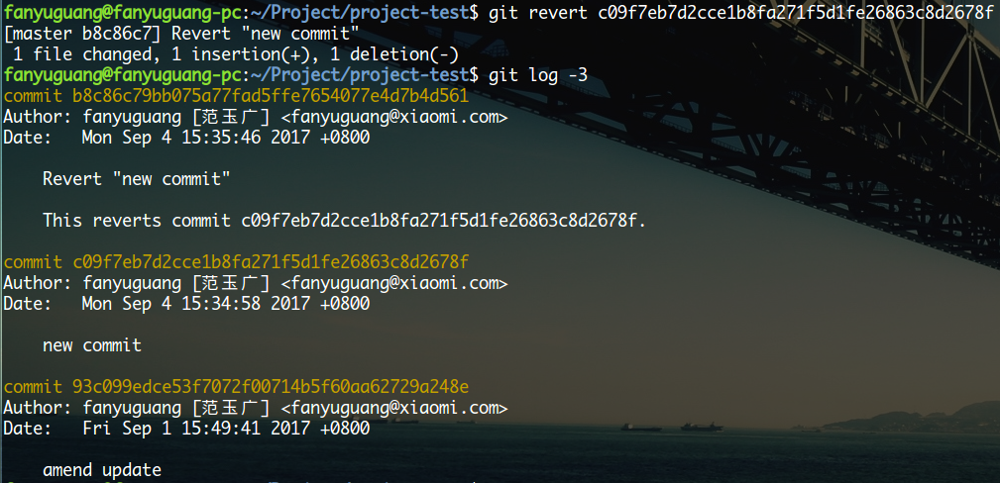 fanyuguang@fanyuguang-pc:~/Project/project-test$ git revert c09f7eb7d2cce1b8fa271f5d1fe26863c8d2678f
[master b8c86c7] Revert "new commit"
 1 file changed, 1 insertion(+), 1 deletion(-)
fanyuguang@fanyuguang-pc:~/Project/project-test$ git log -3
commit b8c86c79bb075a77fad5ffe7654077e4d7b4d561
Author: fanyuguang [范玉广] <fanyuguang@xiaomi.com>
Date:   Mon Sep 4 15:35:46 2017 +0800
    Revert "new commit"
    This reverts commit c09f7eb7d2cce1b8fa271f5d1fe26863c8d2678f.
commit c09f7eb7d2cce1b8fa271f5d1fe26863c8d2678f
Author: fanyuguang [范玉广] <fanyuguang@xiaomi.com>
Date:   Mon Sep 4 15:34:58 2017 +0800
    new commit
commit 93c099edce53f7072f00714b5f60aa62729a248e
Author: fanyuguang [范玉广] <fanyuguang@xiaomi.com>
Date:   Fri Sep 1 15:49:41 2017 +0800
    amend update